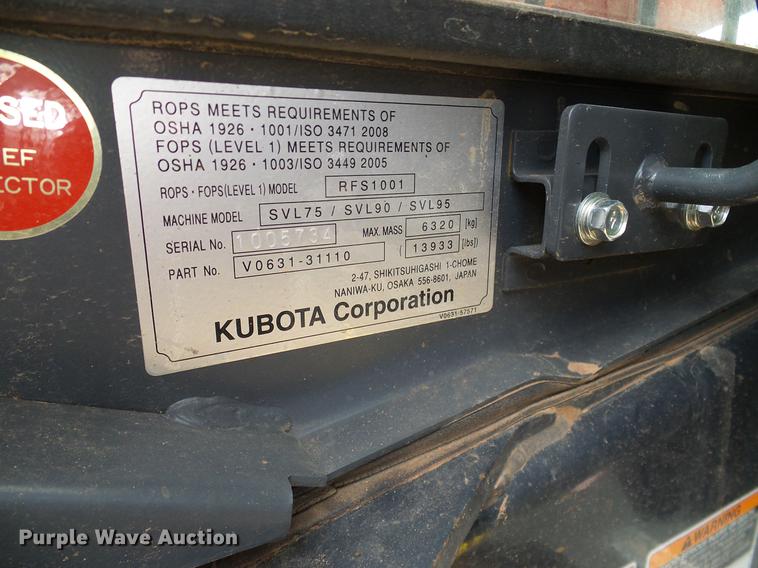 SED
EF
ECTOR
ROPS MEETS REQUIREMENTS OF
OSHA 1926・1001/ISO 3471 2008
FOPS (LEVEL 1) MEETS REQUIREMENTS OF
OSHA 1926・1003/ISO 3449 2005
ROPS・FOPS(LEVEL 1) MODEL RFS1001
MACHINE MODEL SVL75 / SVL90 / SVL95
SERIAL No. 1005734 MAX. MASS 6320 [kg]
PART No. V0631-31110 ( 13933 [lbs])
2-47, SHIKITSUHIGASHI 1-CHOME
NANIWA-KU, OSAKA 556-8601, JAPAN
KUBOTA Corporation
V0631-57571
WARNING
Purple Wave Auction